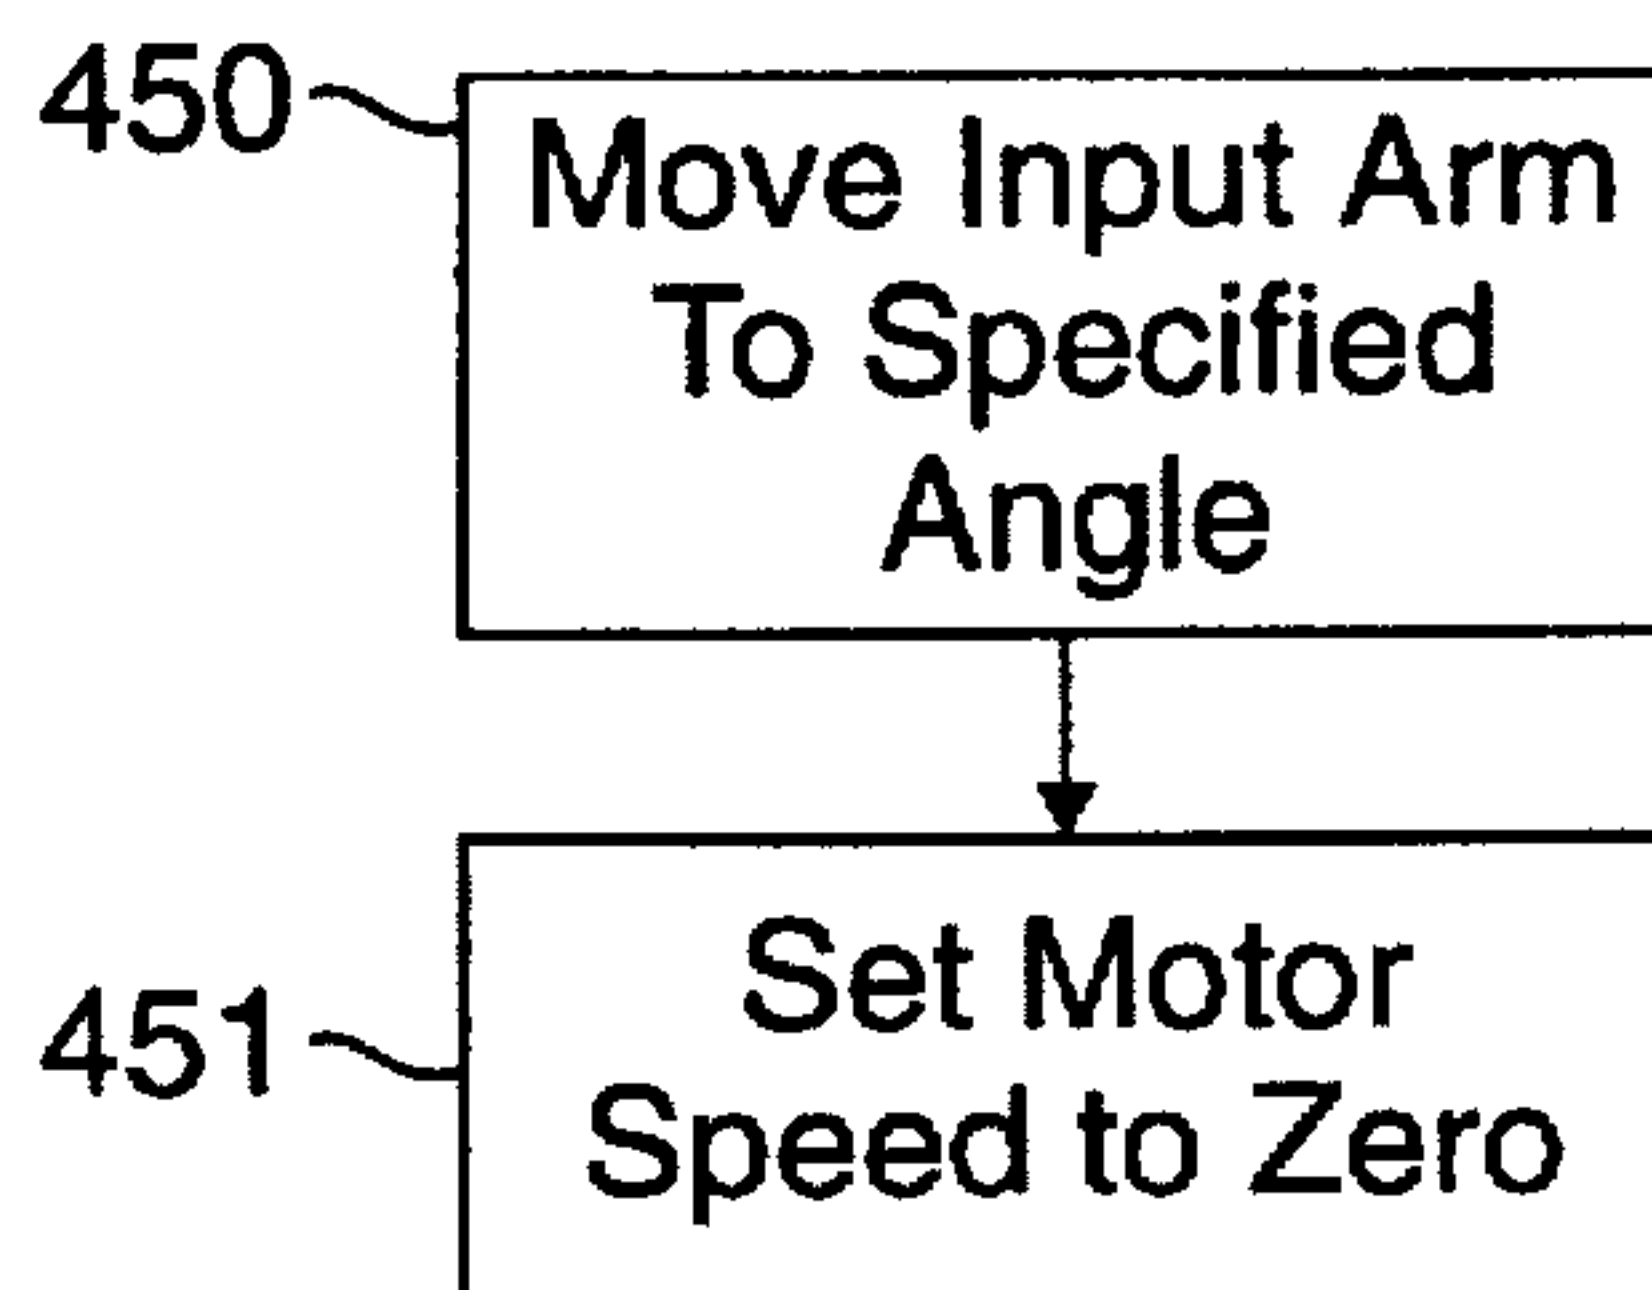 450
Move Input Arm
To Specified
Angle
451
Set Motor
Speed to Zero